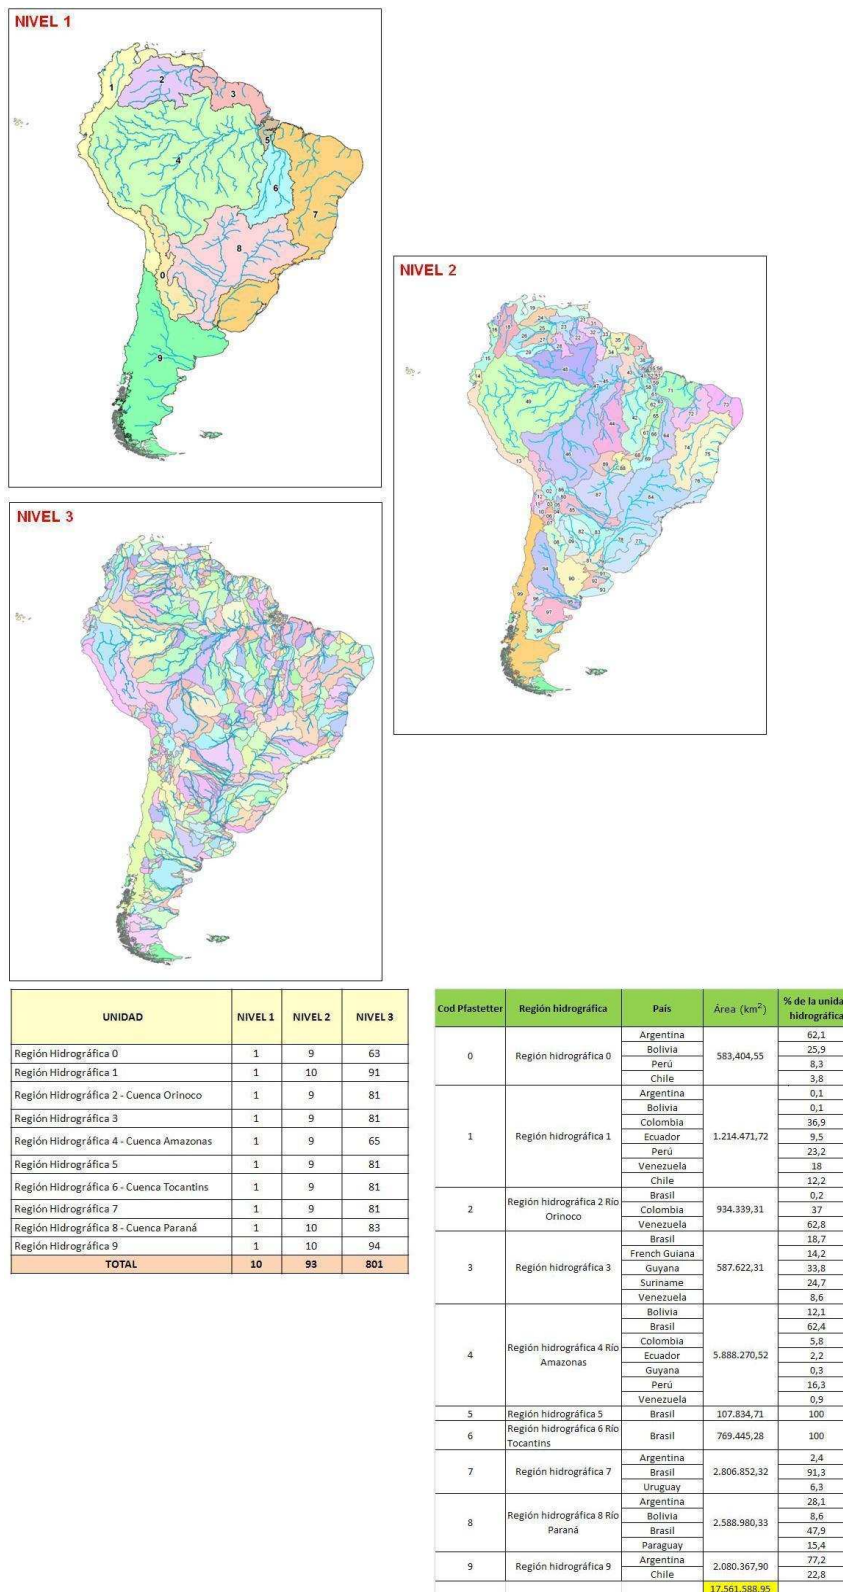 NIVEL 1
1
2
3
4
5
6
7
8
0
9
NIVEL 2
NIVEL 3
UNIDAD NIVEL 1 NIVEL 2 NIVEL 3
Región Hidrográfica 0 1 9 63
Región Hidrográfica 1 1 10 91
Región Hidrográfica 2 - Cuenca Orinoco 1 9 81
Región Hidrográfica 3 1 9 81
Región Hidrográfica 4 - Cuenca Amazonas 1 9 65
Región Hidrográfica 5 1 9 81
Región Hidrográfica 6 - Cuenca Tocantins 1 9 81
Región Hidrográfica 7 1 9 81
Región Hidrográfica 8 - Cuenca Paraná 1 10 83
Región Hidrográfica 9 1 10 94
TOTAL 10 93 801
Cod Pfastetter Región hidrográfica País Área (km²) % de la unida
hidrográfica
0 Región hidrográfica 0 583,404,55
Argentina 62,1
Bolivia 25,9
Perú 8,3
Chile 3,8
1 Región hidrográfica 1 1.214.471,72
Argentina 0,1
Bolivia 0,1
Colombia 36,9
Ecuador 9,5
Perú 23,2
Venezuela 18
Chile 12,2
2 Región hidrográfica 2 Río
Orinoco 934.339,31
Brasil 0,2
Colombia 37
Venezuela 62,8
3 Región hidrográfica 3 587.622,31
Brasil 18,7
French Guiana 14,2
Guyana 33,8
Suriname 24,7
Venezuela 8,6
4 Región hidrográfica 4 Río
Amazonas 5.888.270,52
Bolivia 12,1
Brasil 62,4
Colombia 5,8
Ecuador 2,2
Guyana 0,3
Perú 16,3
Venezuela 0,9
5 Región hidrográfica 5 Brasil 107.834,71 100
6 Región hidrográfica 6 Río
Tocantins Brasil 769.445,28 100
7 Región hidrográfica 7 2.806.852,32
Argentina 2,4
Brasil 91,3
Uruguay 6,3
8 Región hidrográfica 8 Río
Paraná 2.588.980,33
Argentina 28,1
Bolivia 8,6
Brasil 47,9
Paraguay 15,4
9 Región hidrográfica 9 2.080.367,90
Argentina 77,2
Chile 22,8
17.561.588,95